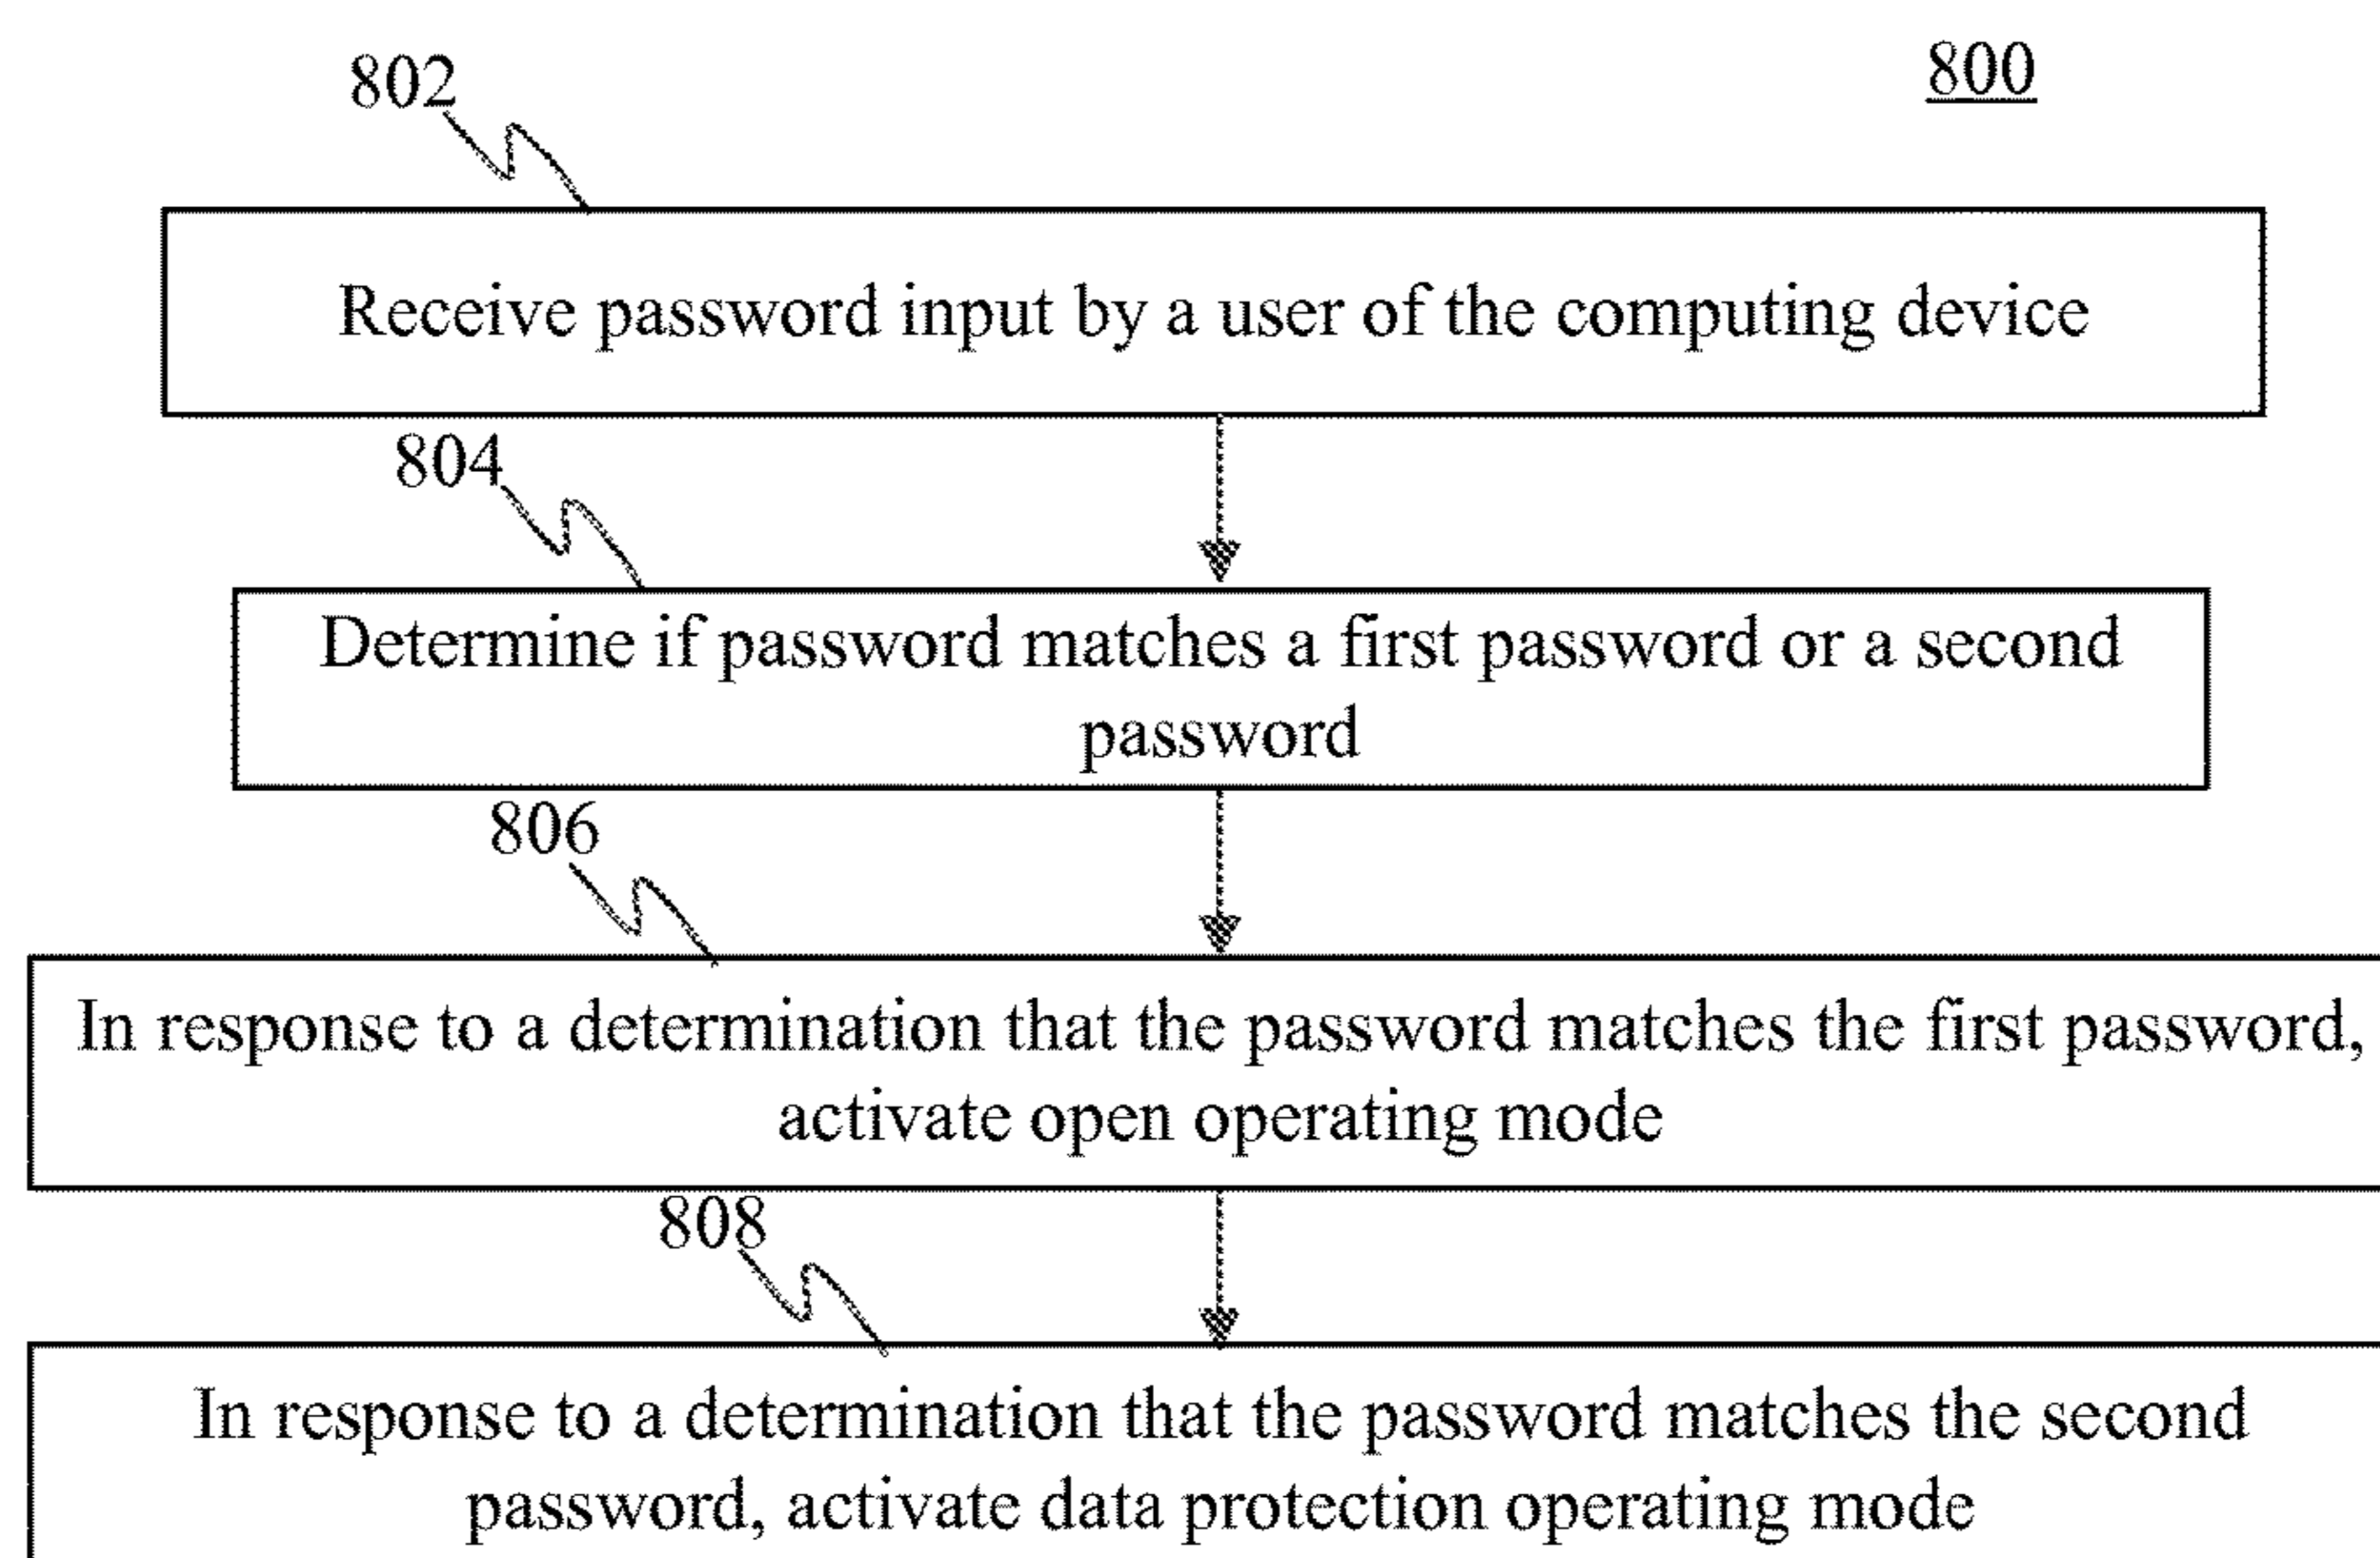 802
800
Receive password input by a user of the computing device
804
Determine if password matches a first password or a second
password
806
In response to a determination that the password matches the first password,
activate open operating mode
808
In response to a determination that the password matches the second
password, activate data protection operating mode